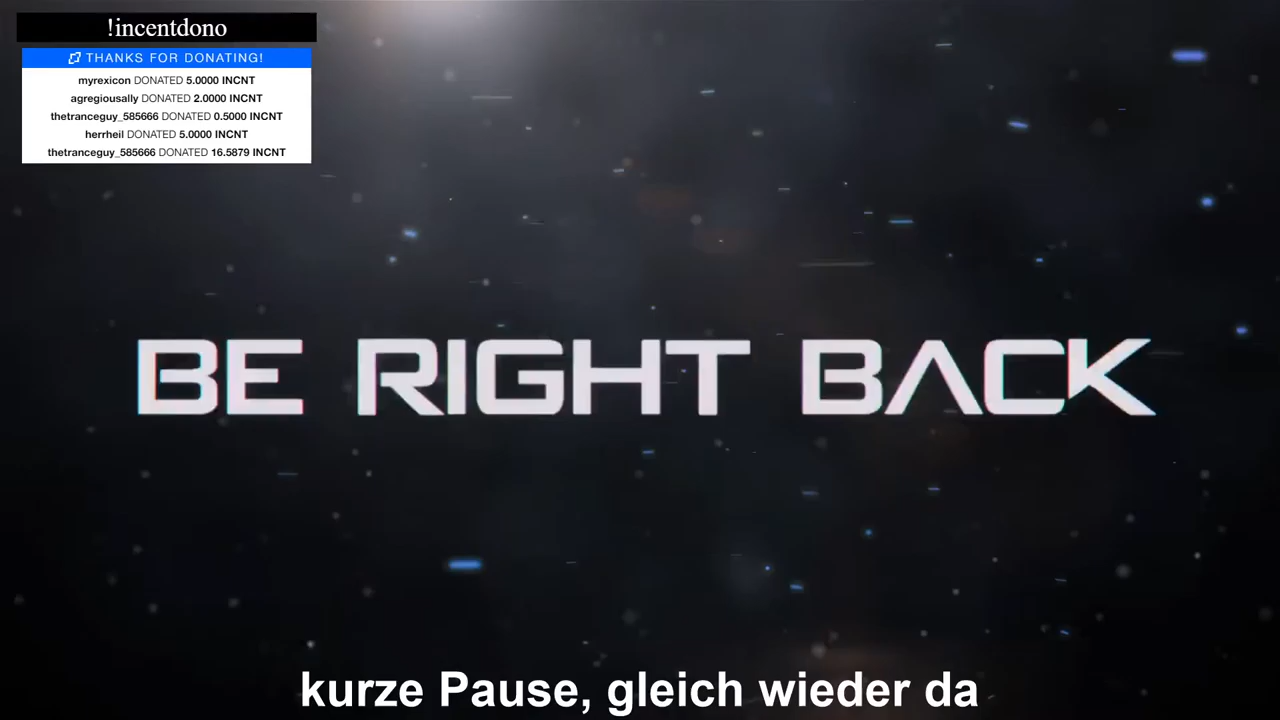 !incentdono
THANKS FOR DONATING!
myrexicon DONATED 5.0000 INCNT
agregiousally DONATED 2.0000 INCNT
thetranceguy_585666 DONATED 0.5000 INCNT
herrheil DONATED 5.0000 INCNT
thetranceguy_585666 DONATED 16.5879 INCNT
BE RIGHT BACK
kurze Pause, gleich wieder da